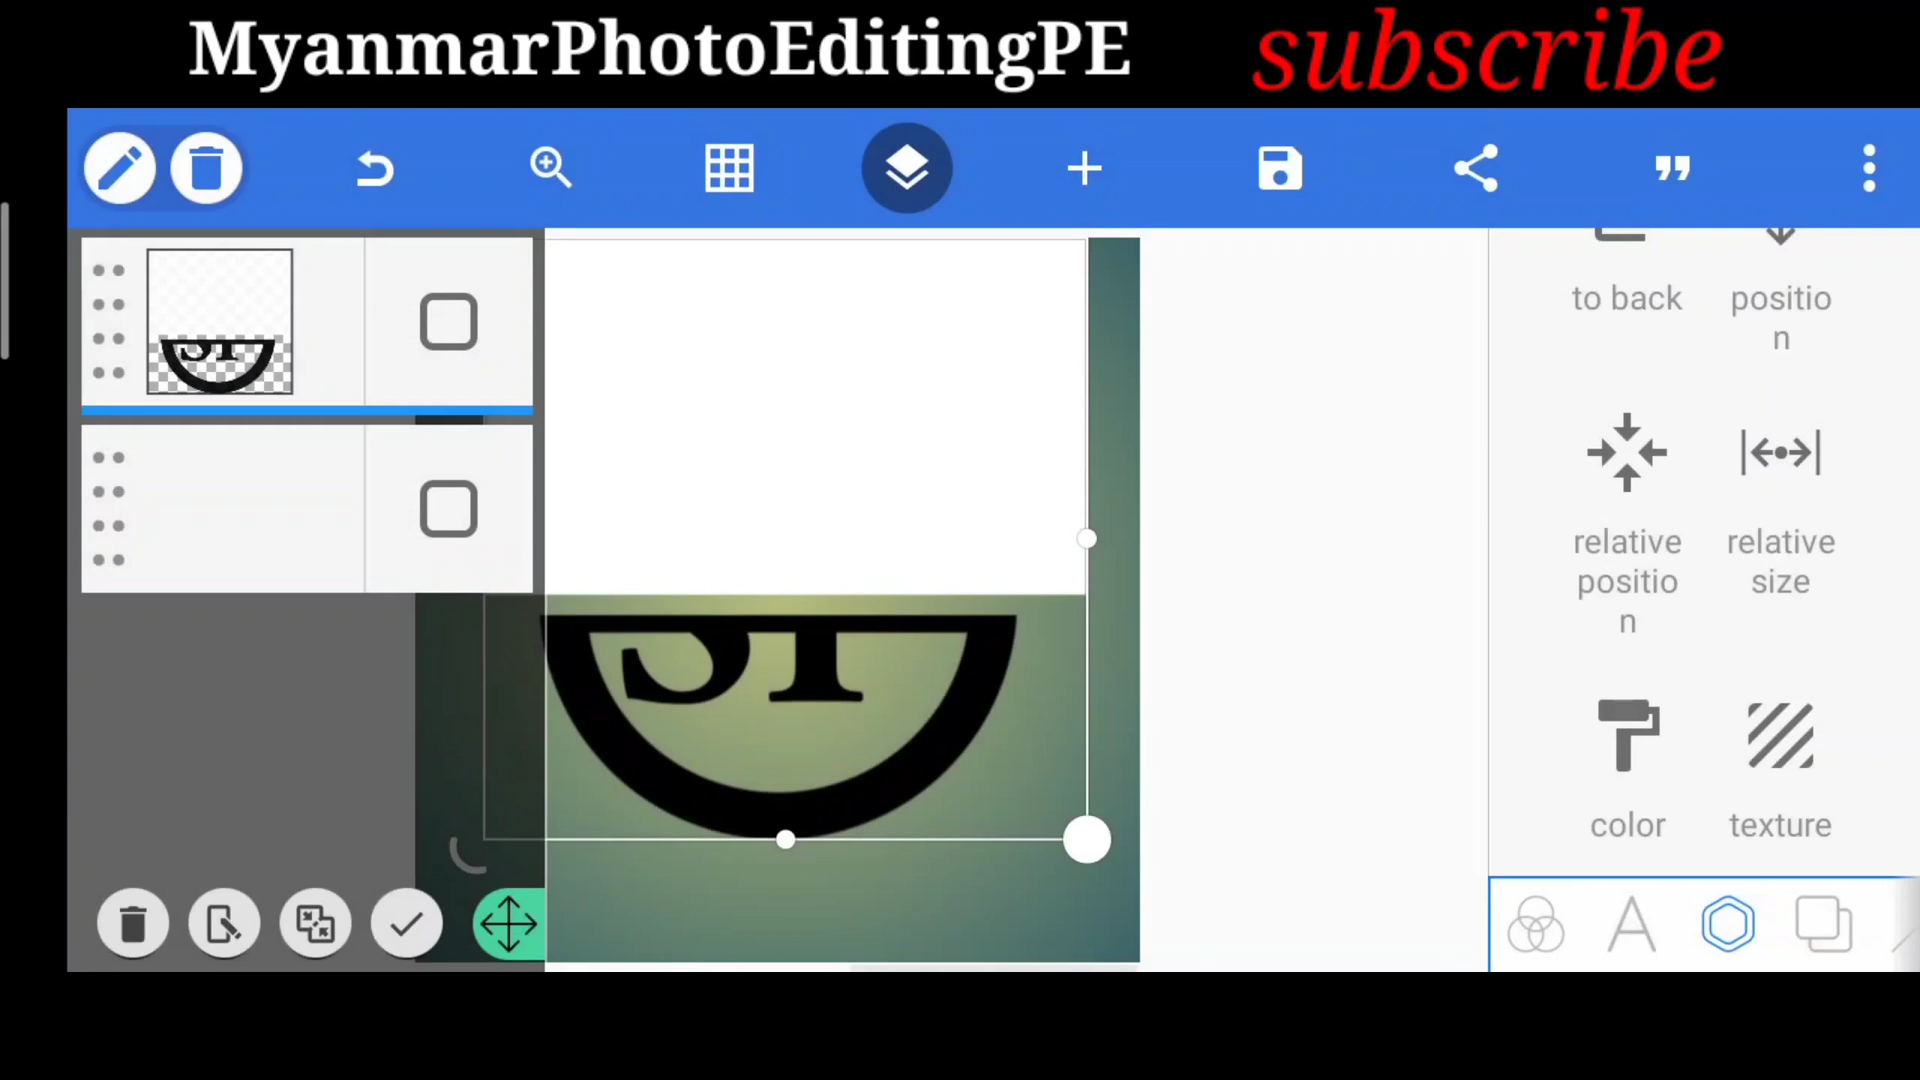 MyanmarPhotoEditingPE subscribe
to back
positio
n
relative
positio
n
relative
size
color
texture